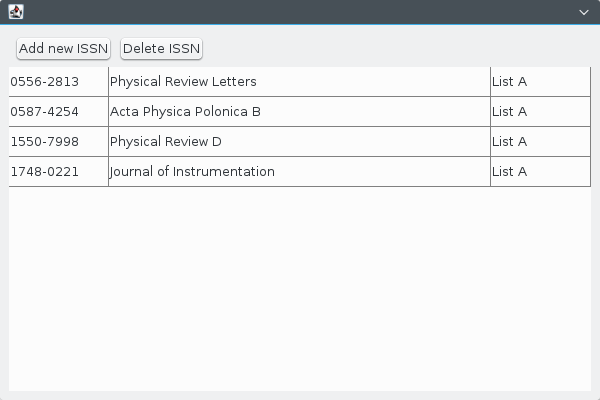 Add new ISSN Delete ISSN
0556-2813 Physical Review Letters List A
0587-4254 Acta Physica Polonica B List A
1550-7998 Physical Review D List A
1748-0221 Journal of Instrumentation List A